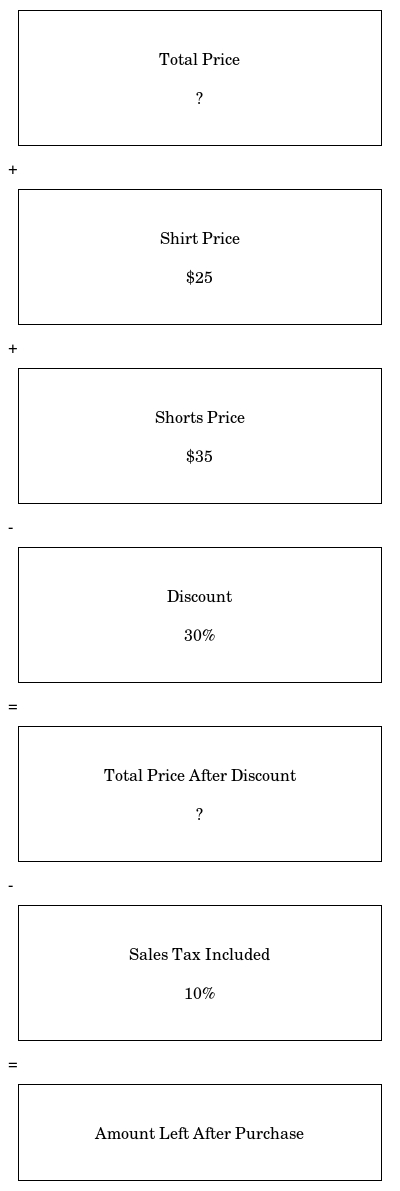 Total Price
?
+
Shirt Price
$25
+
Shorts Price
$35
-
Discount
30%
=
Total Price After Discount
?
-
Sales Tax Included
10%
=
Amount Left After Purchase